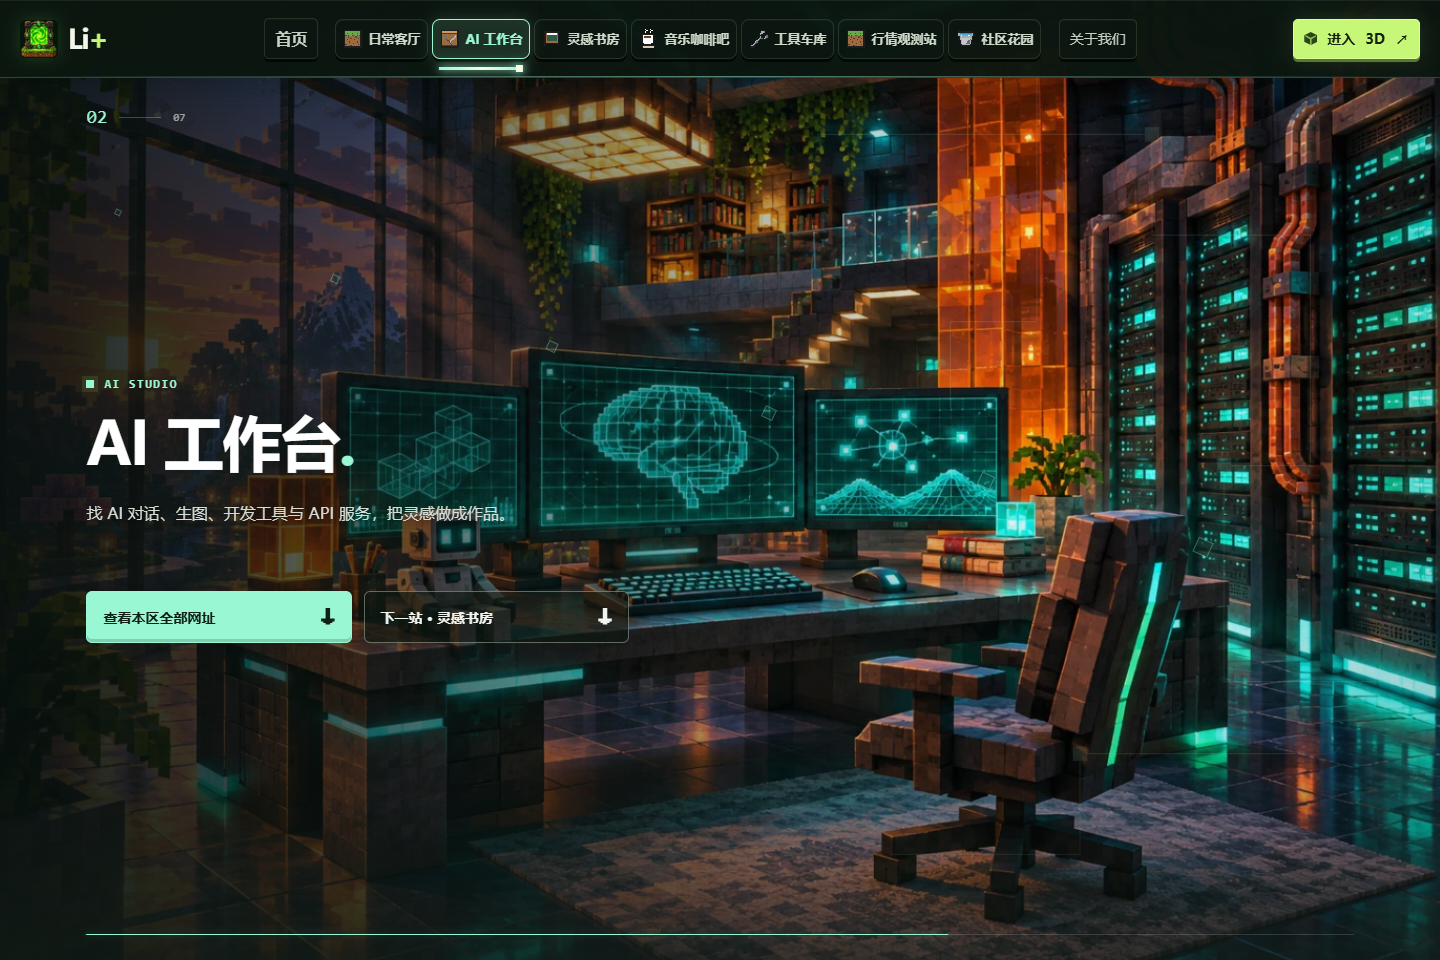 Li+
首页
日常客厅
AI 工作台
灵感书房
音乐咖啡吧
工具车库
行情观测站
社区花园
关于我们
进入 3D ↗
02
07
AI STUDIO
AI 工作台.
找 AI 对话、生图、开发工具与 API 服务，把灵感做成作品。
查看本区全部网址
下一站 • 灵感书房